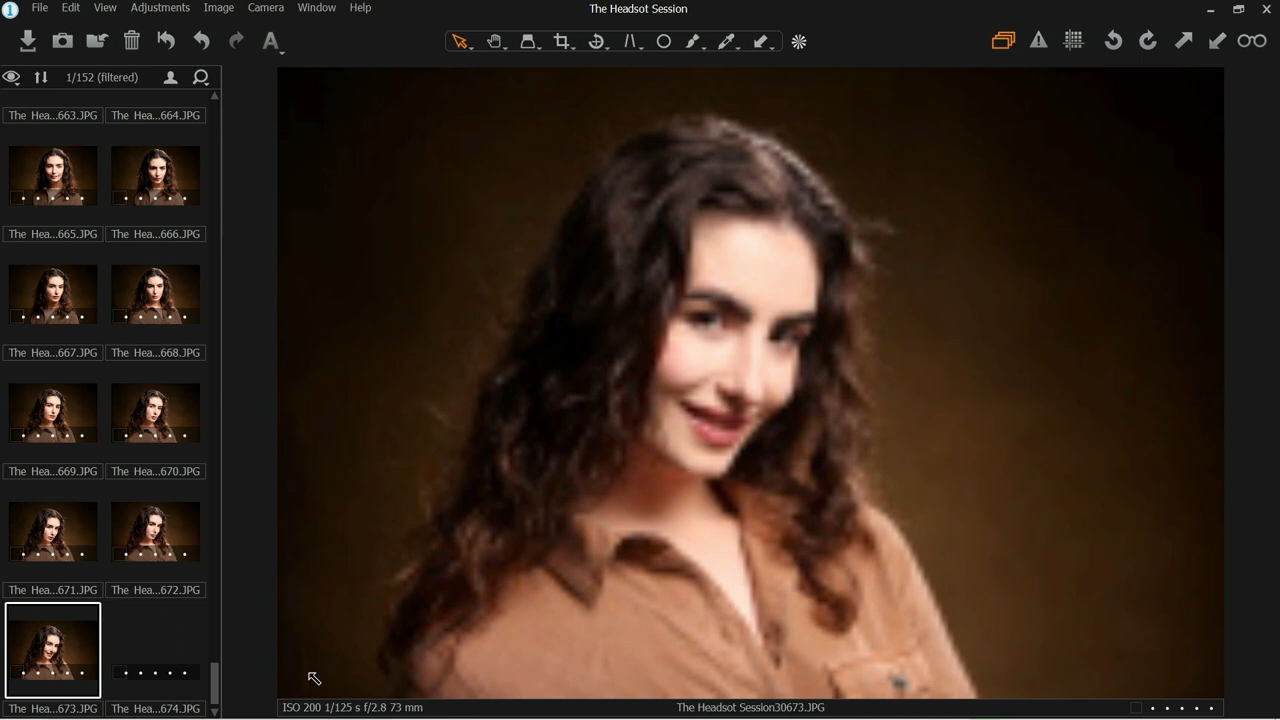 The Headsot Session
File Edit View Adjustments Image Camera Window Help
1/152 (filtered)
The Hea...663.JPG The Hea...664.JPG
The Hea...665.JPG The Hea...666.JPG
The Hea...667.JPG The Hea...668.JPG
The Hea...669.JPG The Hea...670.JPG
The Hea...671.JPG The Hea...672.JPG
The Hea...673.JPG The Hea...674.JPG
ISO 200 1/125 s f/2.8 73 mm
The Headsot Session30673.JPG